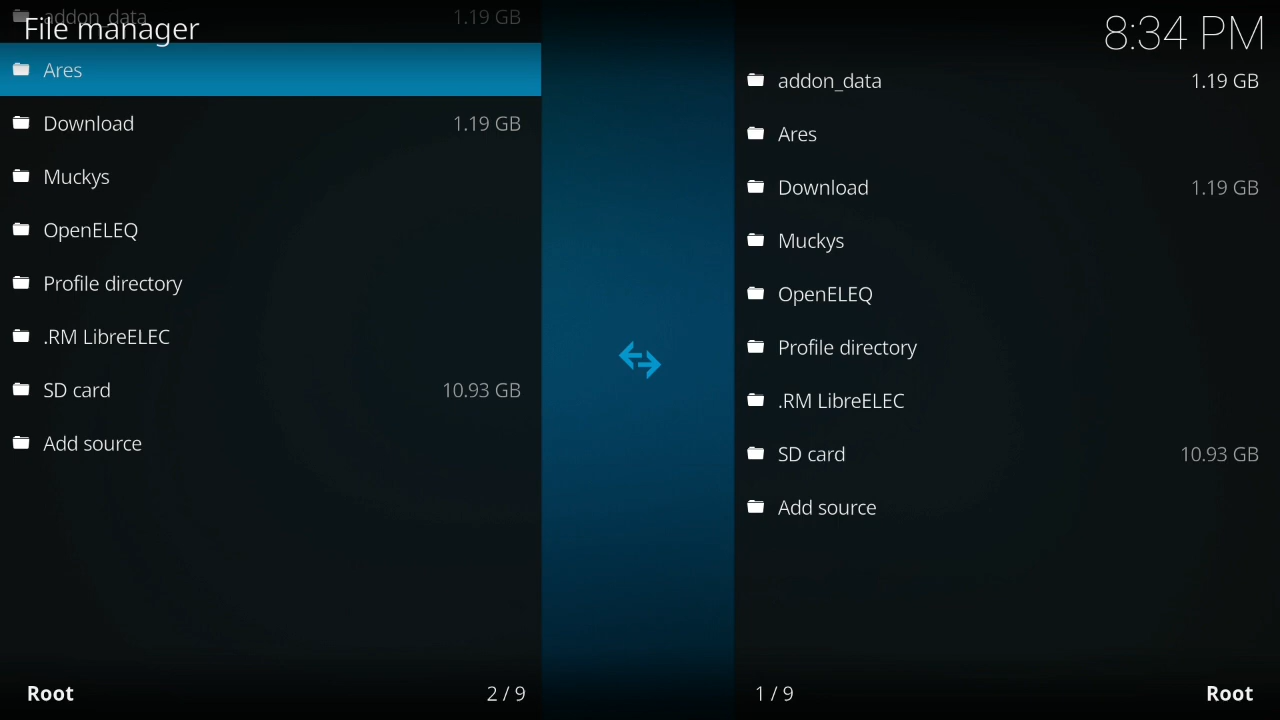 addon_data 1.19 GB
File manager
8:34 PM
Ares
Download 1.19 GB
Muckys
OpenELEQ
Profile directory
.RM LibreELEC
SD card 10.93 GB
Add source
Root 2 / 9
addon_data 1.19 GB
Ares
Download 1.19 GB
Muckys
OpenELEQ
Profile directory
.RM LibreELEC
SD card 10.93 GB
Add source
1 / 9 Root